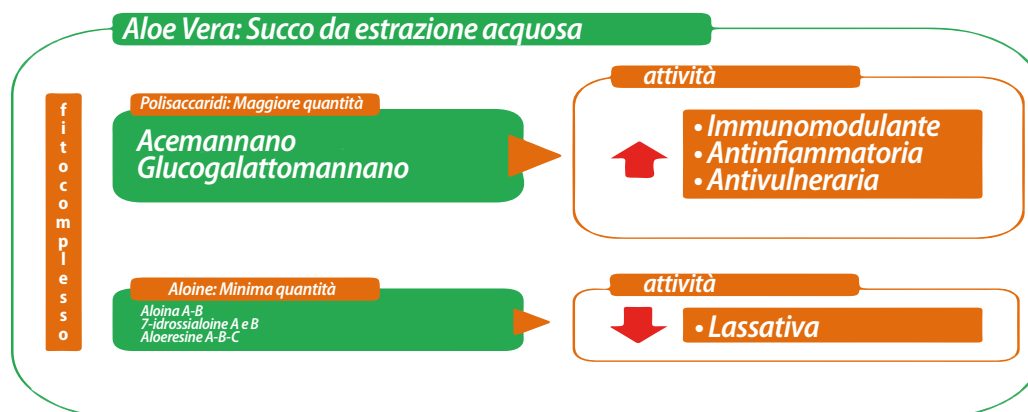 Aloe Vera: Succo da estrazione acquosa
fitocomplesso
Polisaccaridi: Maggiore quantità
Acemannano
Glucogalattomannano
attività
• Immunomodulante
• Antinfiammatoria
• Antivulneraria
Aloine: Minima quantità
Aloina A-B
7-idrossialoine A e B
Aloeresine A-B-C
attività
• Lassativa